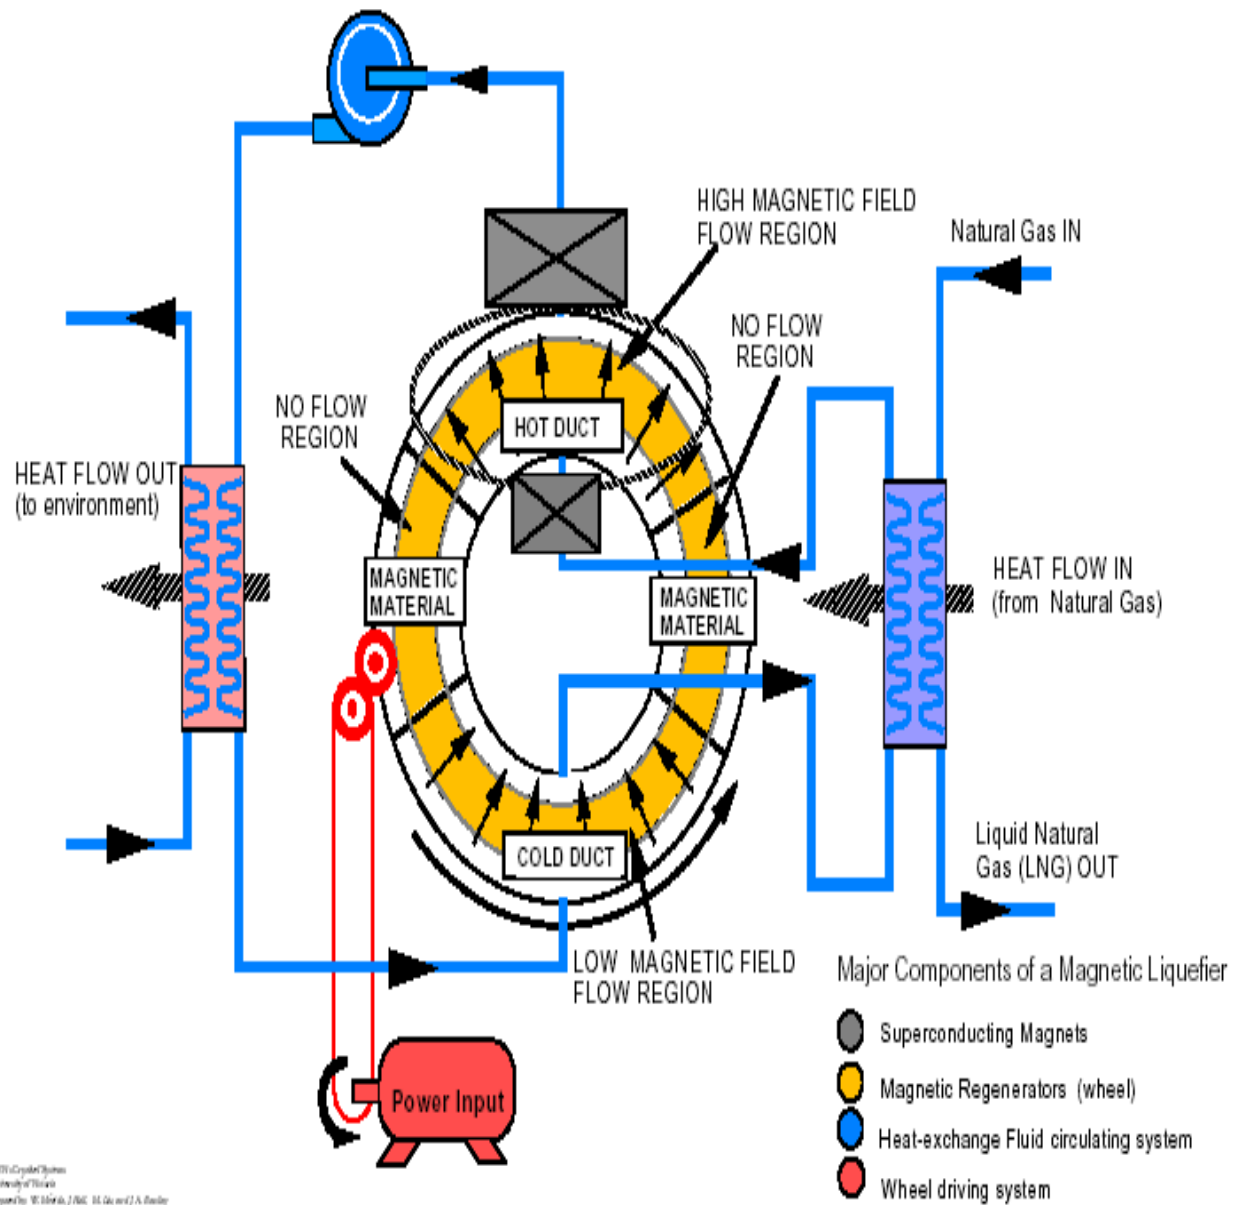 HIGH MAGNETIC FIELD
FLOW REGION
Natural Gas IN
NO FLOW
REGION
NO FLOW
REGION
HOT DUCT
HEAT FLOW OUT
(to environment)
MAGNETIC
MATERIAL
MAGNETIC
MATERIAL
HEAT FLOW IN
(from Natural Gas)
COLD DUCT
Liquid Natural
Gas (LNG) OUT
LOW MAGNETIC FIELD
FLOW REGION
Major Components of a Magnetic Liquefier
Superconducting Magnets
Magnetic Regenerators (wheel)
Heat-exchange Fluid circulating system
Wheel driving system
Power Input